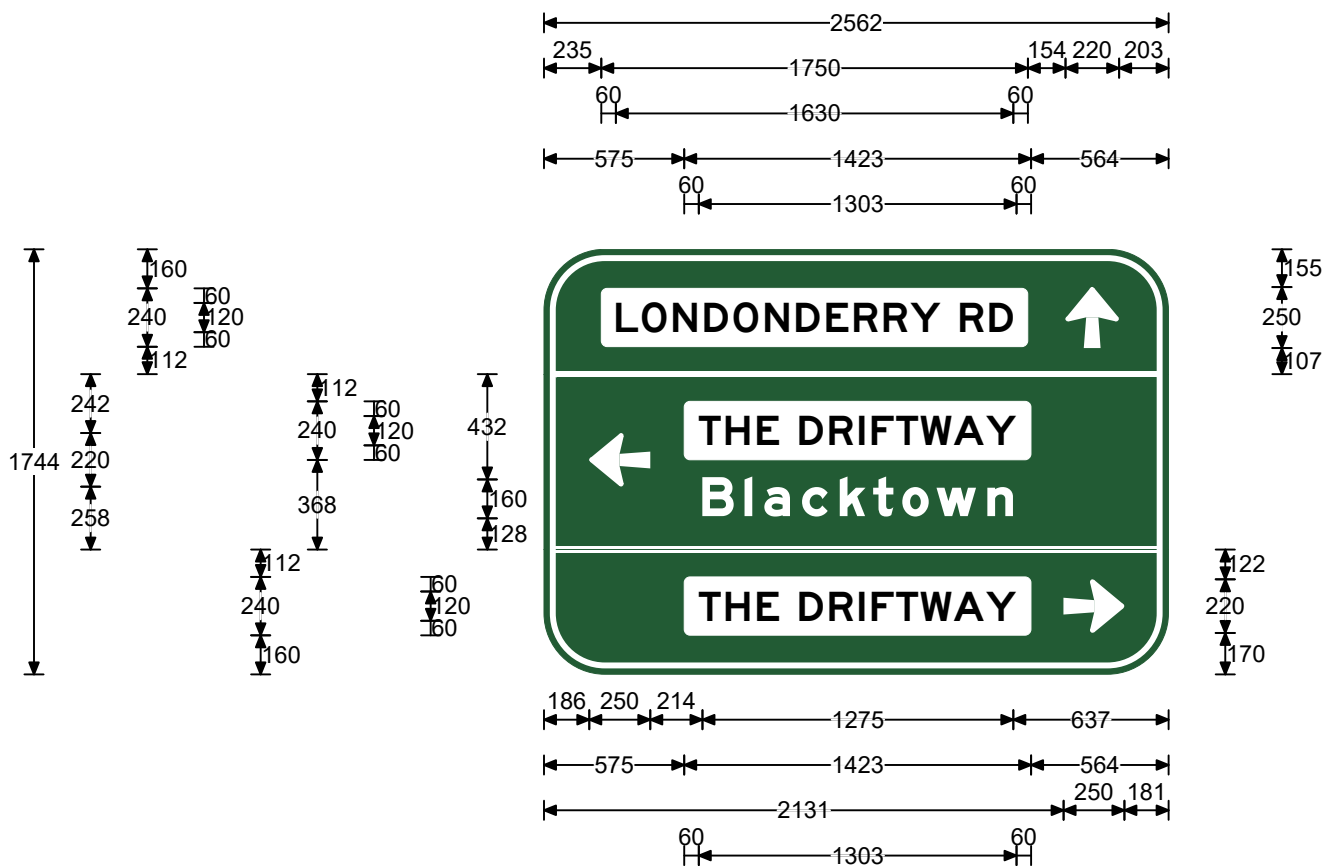 2562
235 1750 154 220 203
60 1630 60
575 1423 564
60 1303 60
160 155
60
240 120 LONDONDERRY RD 250
60
112 107
112
242 60 THE DRIFTWAY
240 120 432
60
1744 220
Blacktown
258 368 160
128
112 122
60
240 120 THE DRIFTWAY 220
60
160 170
186 250 214 1275 637
575 1423 564
2131 250 181
60 1303 60